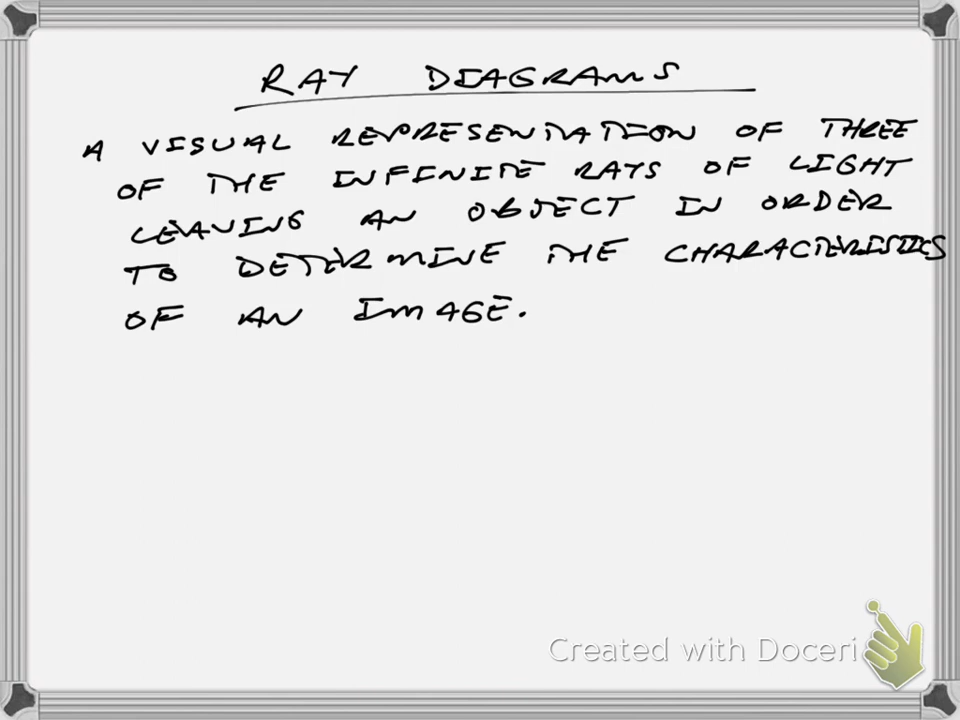 RAY DIAGRAMS
A VISUAL REPRESENTATION OF THREE
OF THE INFINITE RAYS OF LIGHT
LEAVING AN OBJECT IN ORDER
TO DETERMINE THE CHARACTERISTICS
OF AN IMAGE.
Created with Doceri